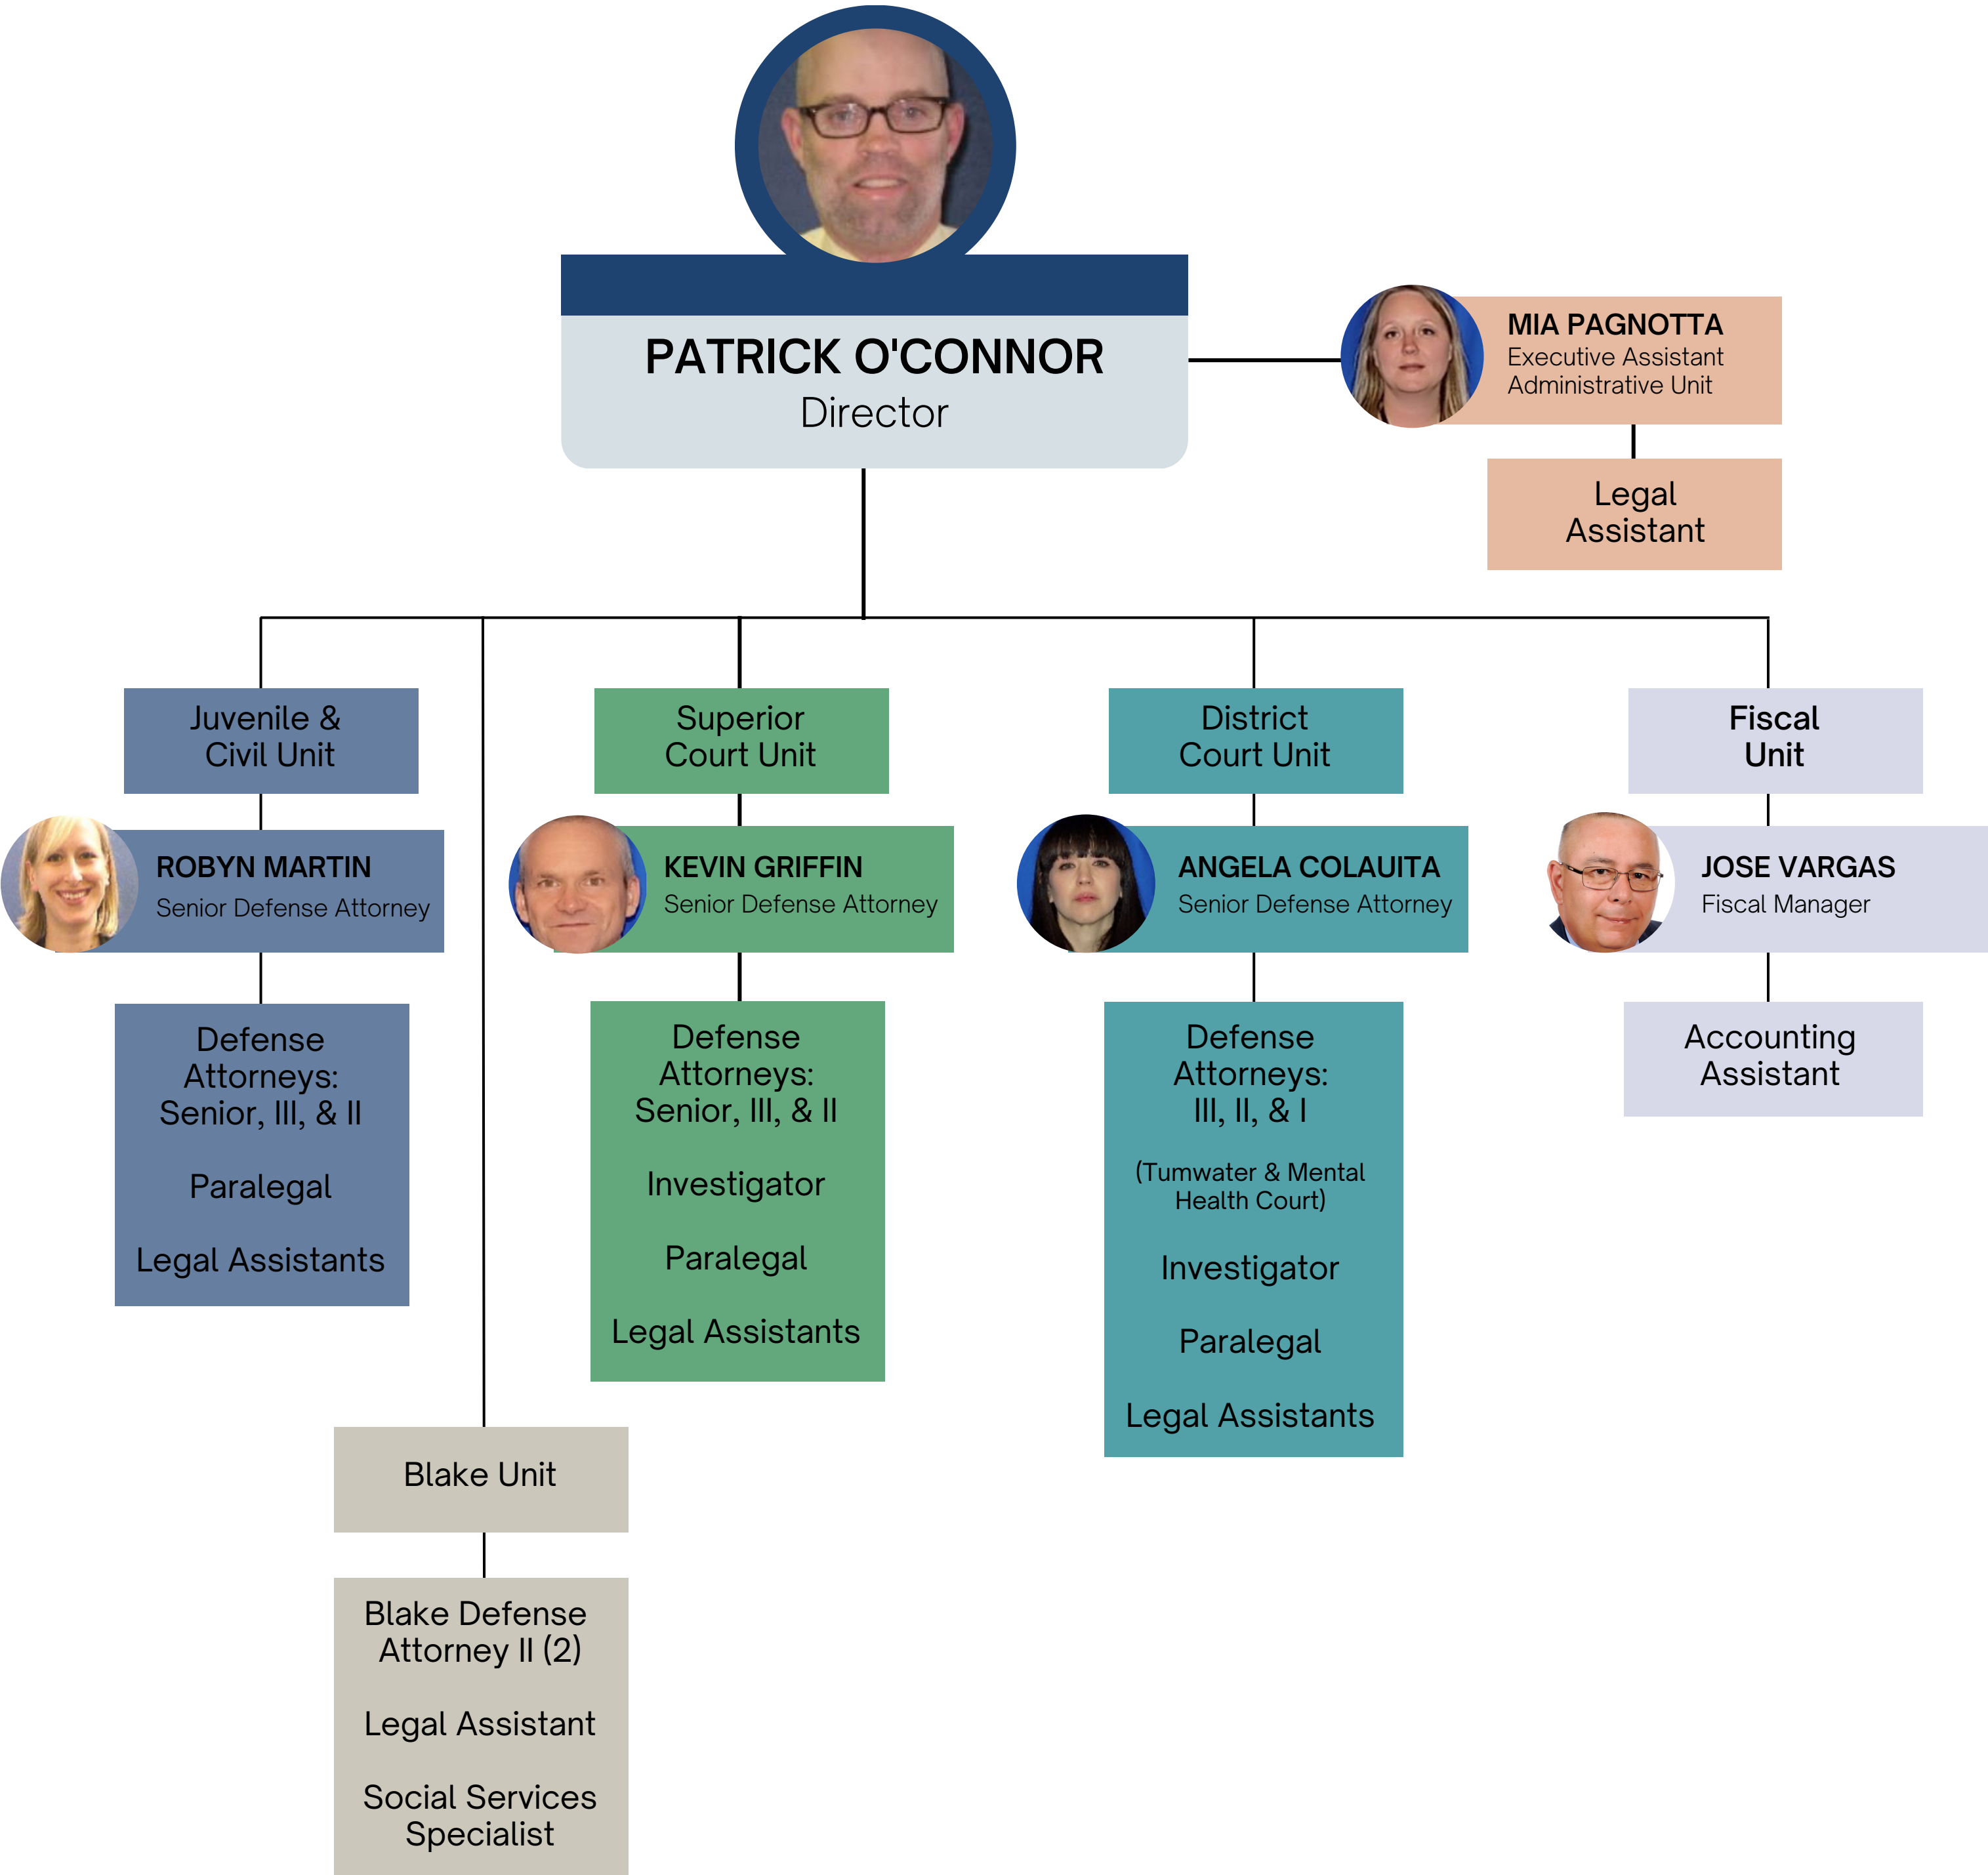 PATRICK O'CONNOR
Director
MIA PAGNOTTA
Executive Assistant
Administrative Unit
Legal
Assistant
Juvenile &
Civil Unit
ROBYN MARTIN
Senior Defense Attorney
Defense
Attorneys:
Senior, III, & II
Paralegal
Legal Assistants
Blake Unit
Blake Defense
Attorney II (2)
Legal Assistant
Social Services
Specialist
Superior
Court Unit
KEVIN GRIFFIN
Senior Defense Attorney
Defense
Attorneys:
Senior, III, & II
Investigator
Paralegal
Legal Assistants
District
Court Unit
ANGELA COLAUITA
Senior Defense Attorney
Defense
Attorneys:
III, II, & I
(Tumwater & Mental
Health Court)
Investigator
Paralegal
Legal Assistants
Fiscal
Unit
JOSE VARGAS
Fiscal Manager
Accounting
Assistant